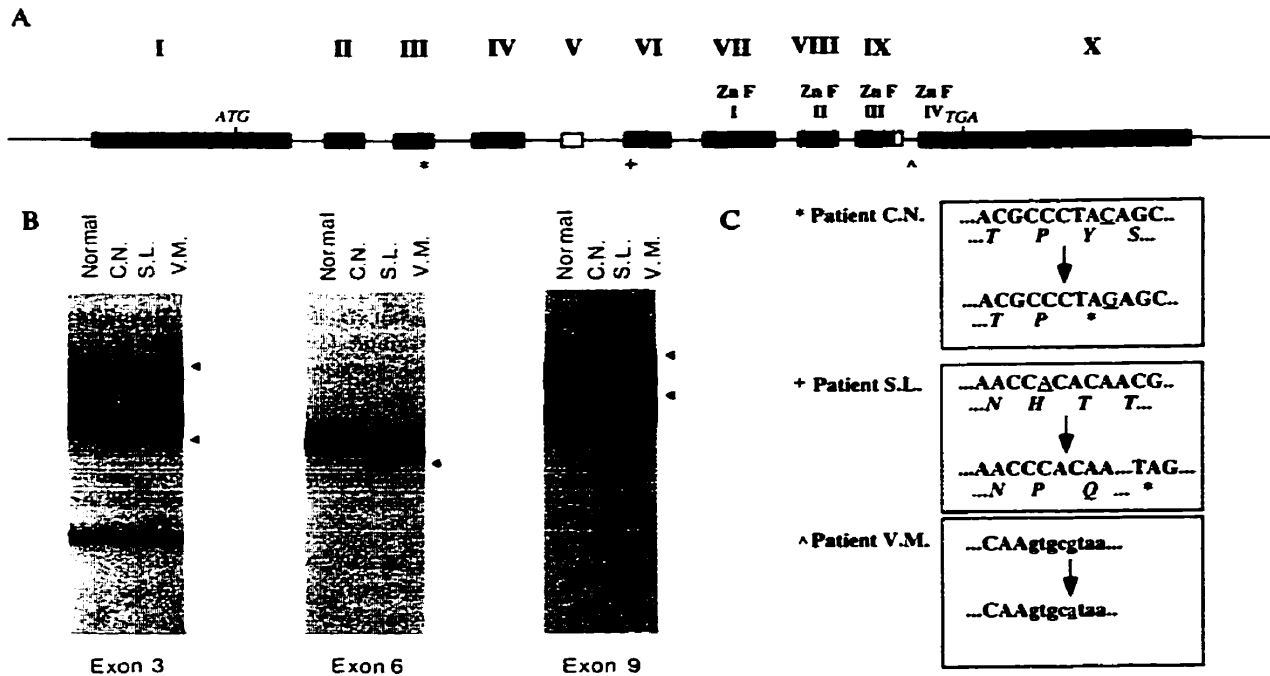 A
I II III IV V VI VII VIII IX X
Zn F Zn F Zn F Zn F
I II III IV TGA
ATG
* + ^
B
Normal C.N. S.L. V.M.
Normal C.N. S.L. V.M.
Normal C.N. S.L. V.M.
Exon 3 Exon 6 Exon 9
C
* Patient C.N.
...ACGCCCTACAGC..
...T P Y S...
...ACGCCCTAGAGC..
...T P *
+ Patient S.L.
...AACCACACAACG..
...N H T T...
...AACCCACAA...TAG...
...N P Q ... *
^ Patient V.M.
...CAAgtgcgtaa...
...CAAgtgcataa..